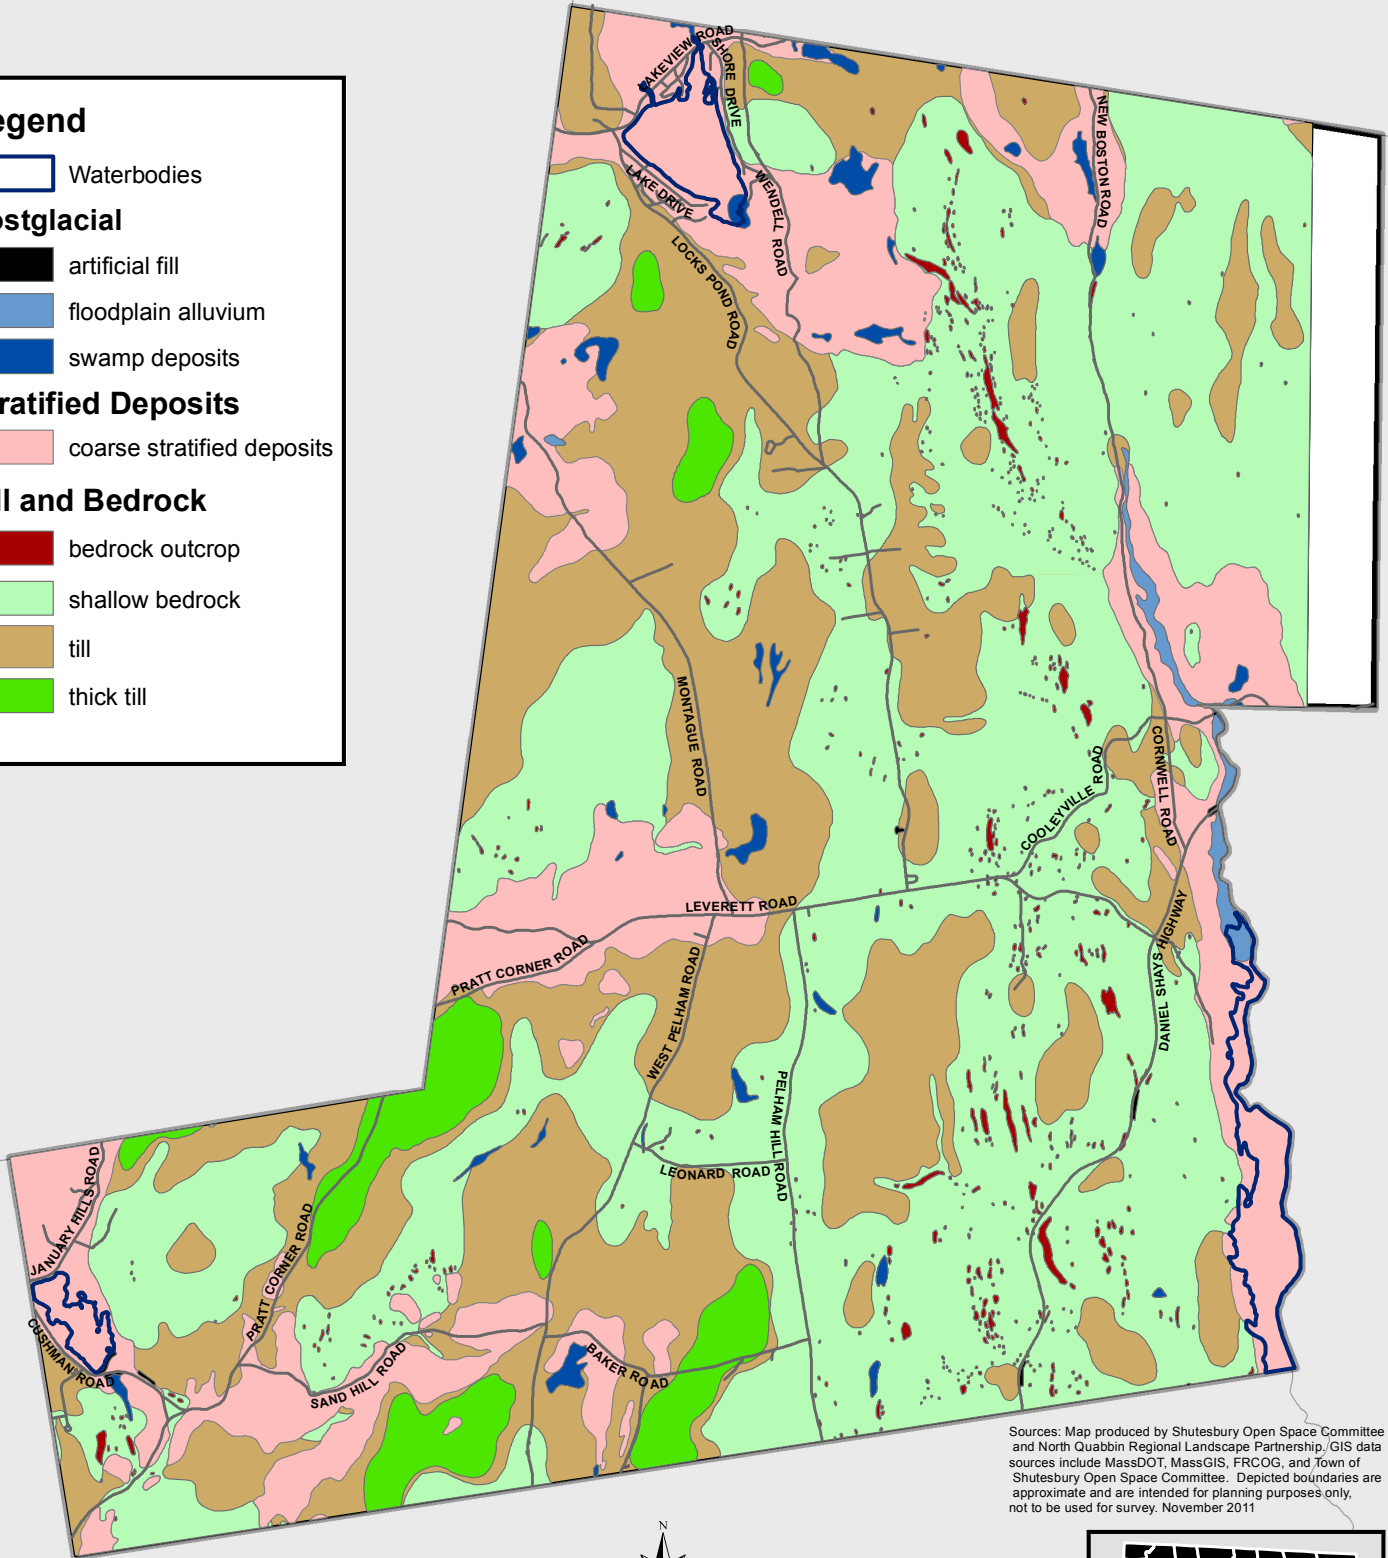 egend
Waterbodies
ostglacial
artificial fill
floodplain alluvium
swamp deposits
ratified Deposits
coarse stratified deposits
ll and Bedrock
bedrock outcrop
shallow bedrock
till
thick till
LAKEVIEW ROAD
SHORE DRIVE
NEW BOSTON ROAD
LAKE DRIVE
WENDELL ROAD
LOCKS POND ROAD
MONTAGUE ROAD
CORNWELL ROAD
COOLEYVILLE ROAD
LEVERETT ROAD
PRATT CORNER ROAD
WEST PELHAM ROAD
DANIEL SHAYS HIGHWAY
PELHAM HILL ROAD
LEONARD ROAD
JANUARY HILLS ROAD
PRATT CORNER ROAD
CUSHMAN ROAD
SAND HILL ROAD
BAKER ROAD
Sources: Map produced by Shutesbury Open Space Committee
and North Quabbin Regional Landscape Partnership. GIS data
sources include MassDOT, MassGIS, FRCOG, and Town of
Shutesbury Open Space Committee. Depicted boundaries are
approximate and are intended for planning purposes only,
not to be used for survey. November 2011
N